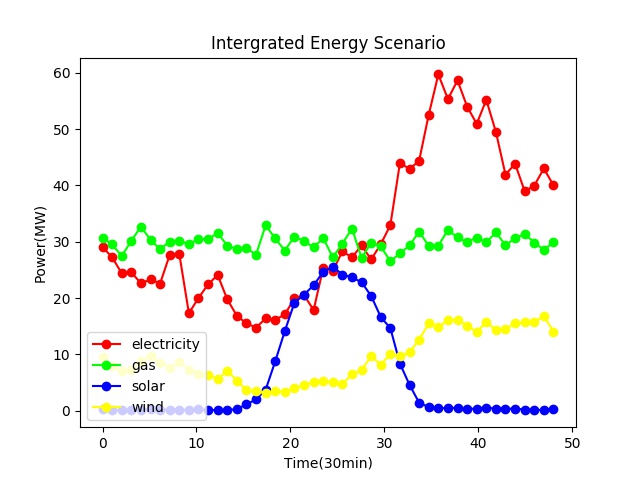 Intergrated Energy Scenario
Power(MW)
60
50
40
30
20
10
0
electricity
gas
solar
wind
0 10 20 30 40 50
Time(30min)